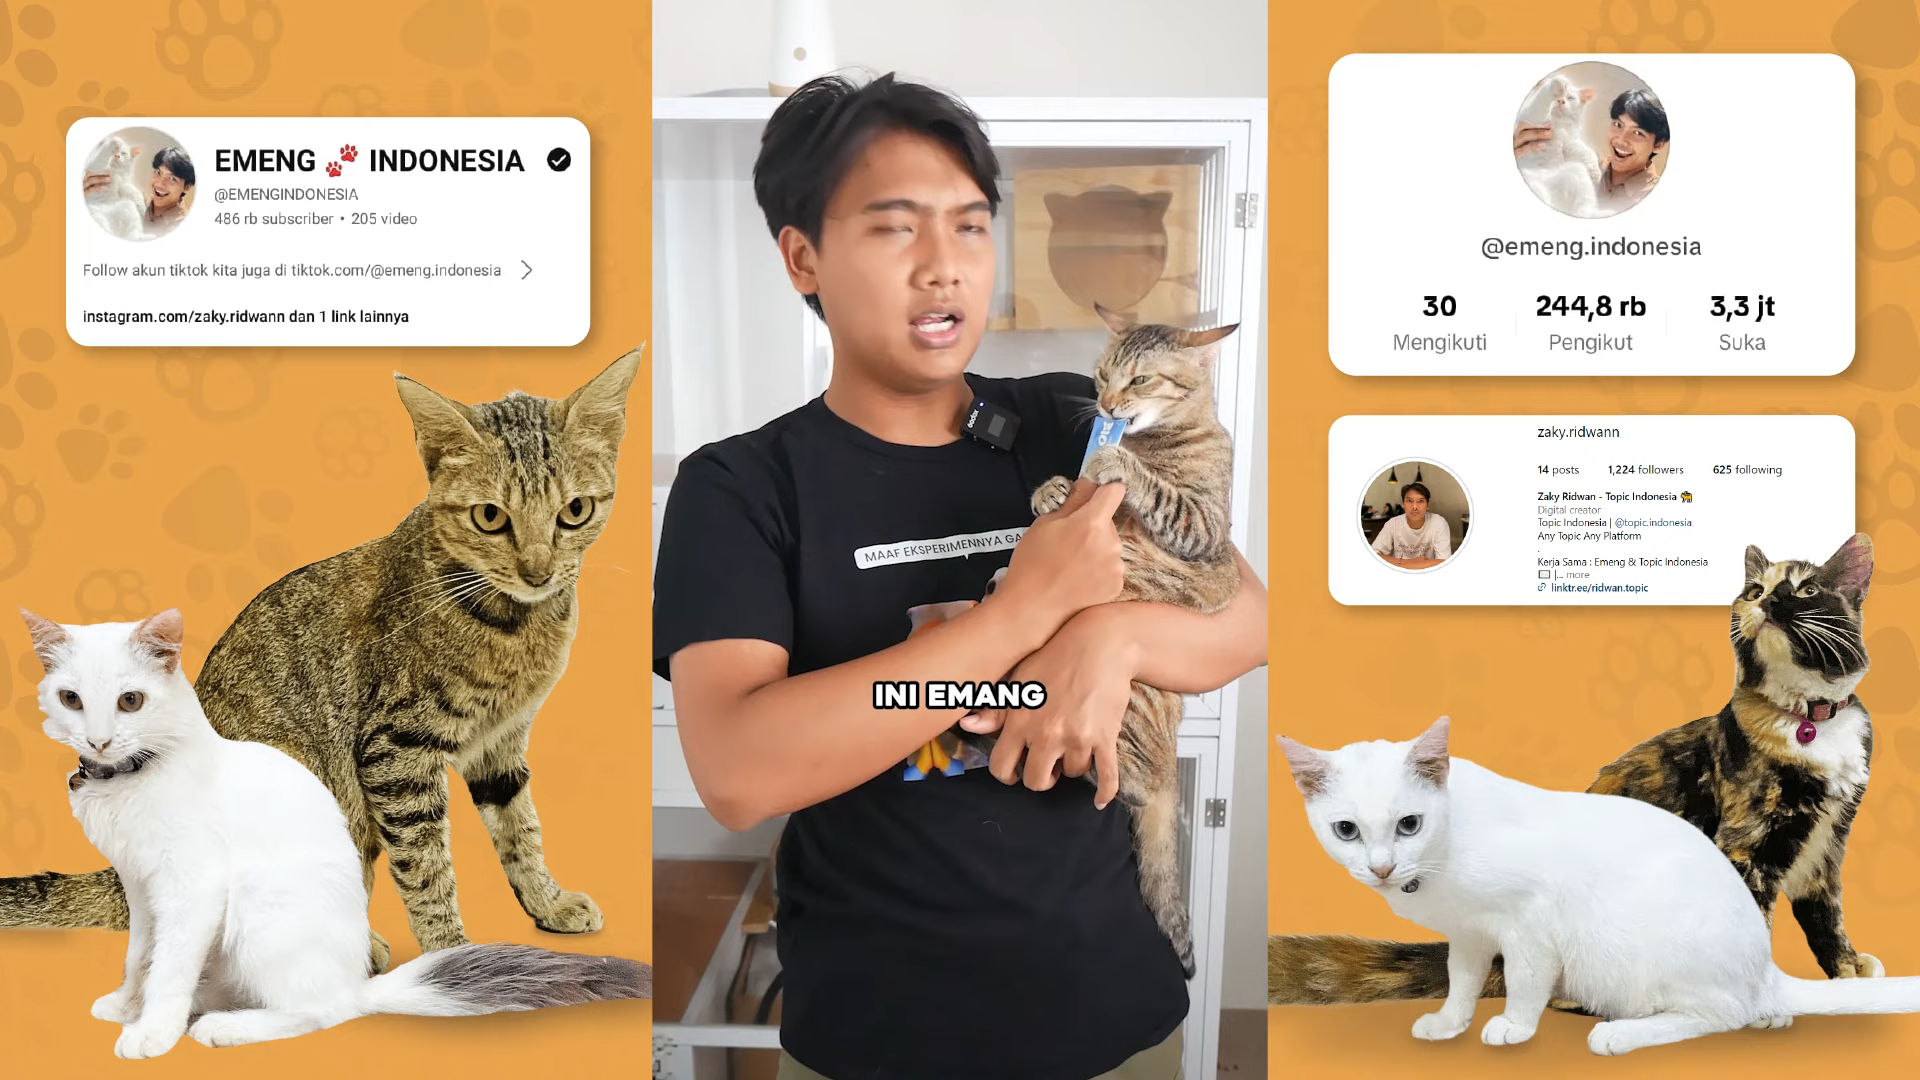 EMENG 🐾 INDONESIA
@EMENGINDONESIA
486 rb subscriber • 205 video
Follow akun tiktok kita juga di tiktok.com/@emeng.indonesia
instagram.com/zaky.ridwann dan 1 link lainnya
Godox
MAAF EKSPERIMENNYA GA
INI EMANG
@emeng.indonesia
30 244,8 rb 3,3 jt
Mengikuti Pengikut Suka
zaky.ridwann
14 posts 1,224 followers 625 following
Zaky Ridwan - Topic Indonesia 🐅
Digital creator
Topic Indonesia | @topic.indonesia
Any Topic Any Platform
.
Kerja Sama : Emeng & Topic Indonesia
|... more
linktr.ee/ridwan.topic